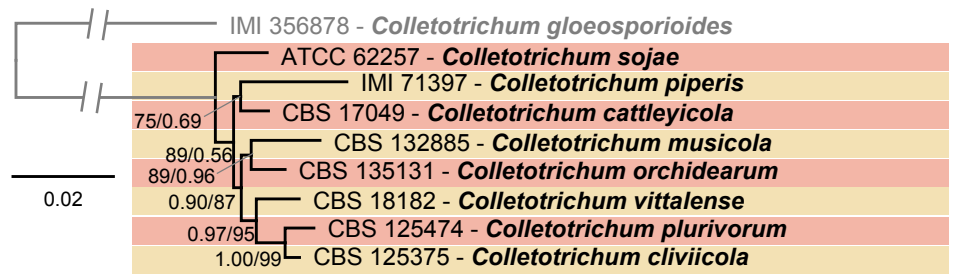 IMI 356878 - Colletotrichum gloeosporioides
ATCC 62257 - Colletotrichum sojae
IMI 71397 - Colletotrichum piperis
CBS 17049 - Colletotrichum cattleyicola
75/0.69
CBS 132885 - Colletotrichum musicola
89/0.56
CBS 135131 - Colletotrichum orchidearum
89/0.96
0.02
CBS 18182 - Colletotrichum vittalense
0.90/87
CBS 125474 - Colletotrichum plurivorum
0.97/95
CBS 125375 - Colletotrichum cliviicola
1.00/99